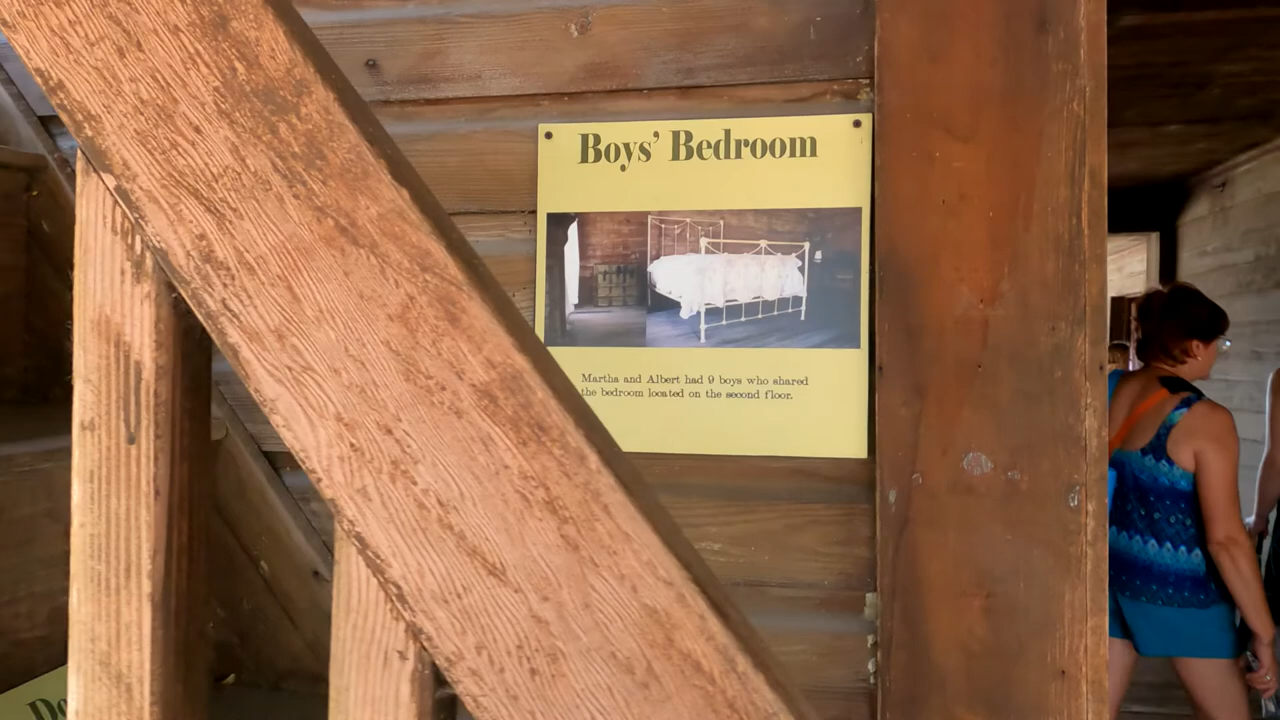 Boys' Bedroom
Martha and Albert had 9 boys who shared
the bedroom located on the second floor.